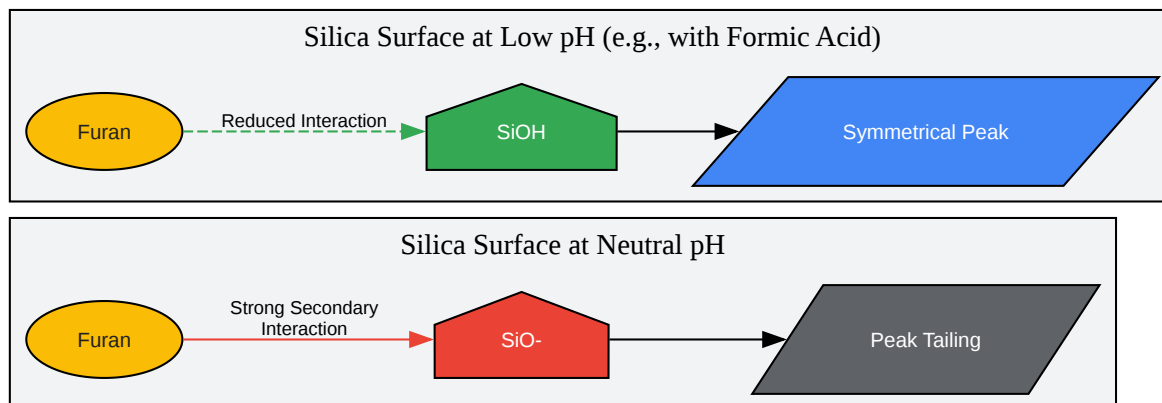 Silica Surface at Low pH (e.g., with Formic Acid)
Furan
Reduced Interaction
SiOH
Symmetrical Peak
Silica Surface at Neutral pH
Furan
Strong Secondary
Interaction
SiO-
Peak Tailing